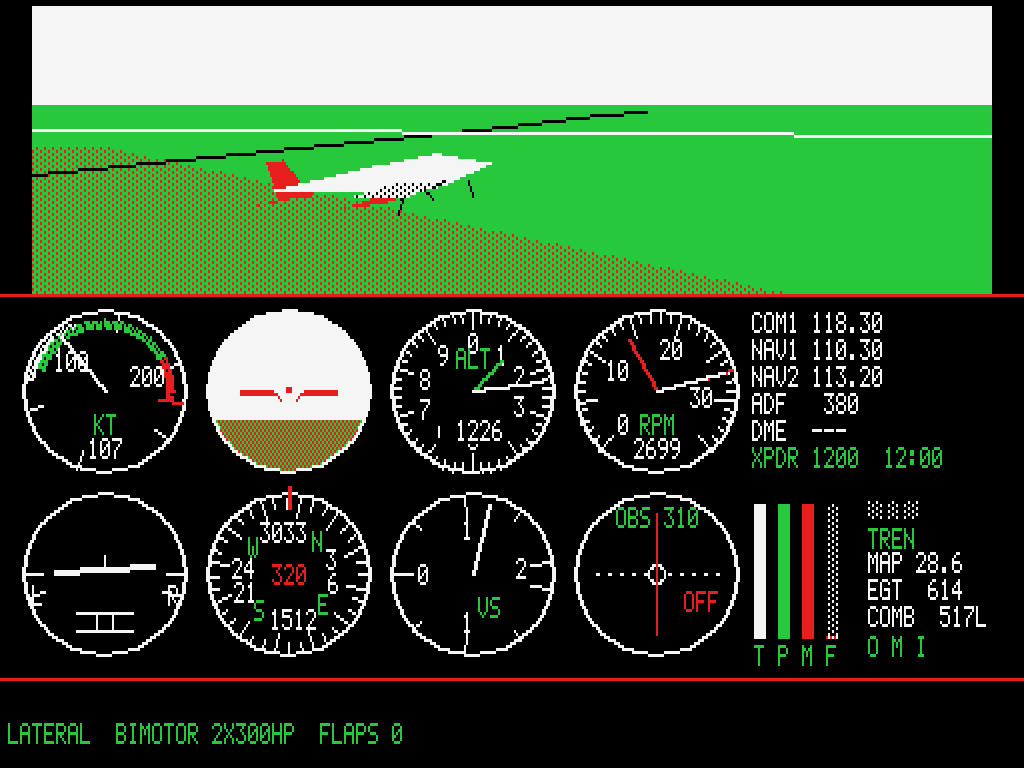 100
200
KT
107
0
9 ALT 1
8 2
7 3
1226
20
10
30
0 RPM
2699
COM1 118.30
NAV1 110.30
NAV2 113.20
ADF 380
DME ---
XPDR 1200 12:00
L R
3033
W N
24 3
320 6
21
S E
1512
1
0 2
VS
1
OBS 310
OFF
T P M F
TREN
MAP 28.6
EGT 614
COMB 517L
O M I
LATERAL BIMOTOR 2X300HP FLAPS 0